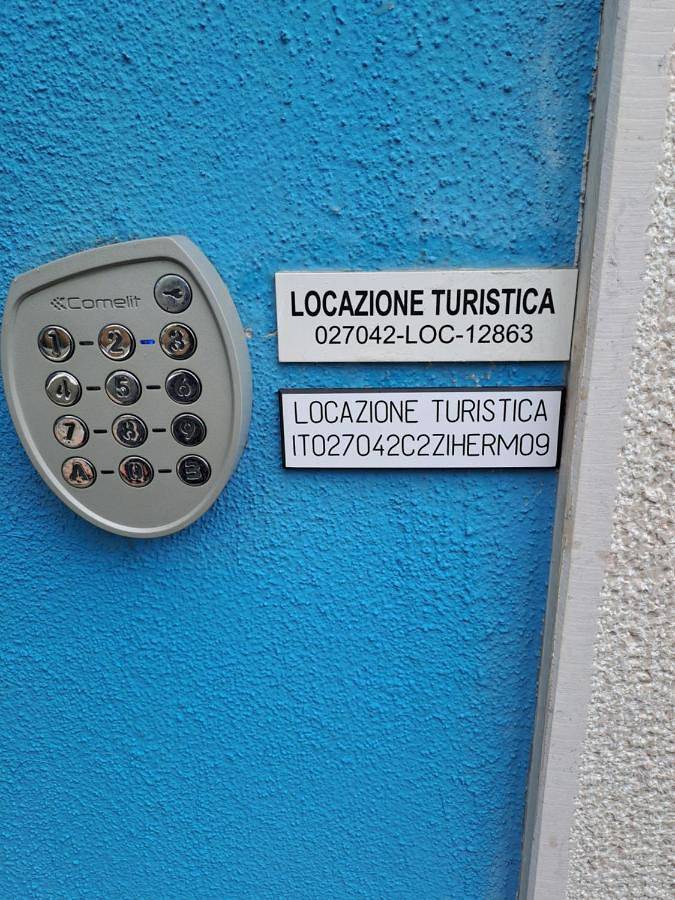 Comelit
1 2 3
4 5 6
7 8 9
A 0 B
LOCAZIONE TURISTICA
027042-LOC-12863
LOCAZIONE TURISTICA
IT027042C2ZIHERM09